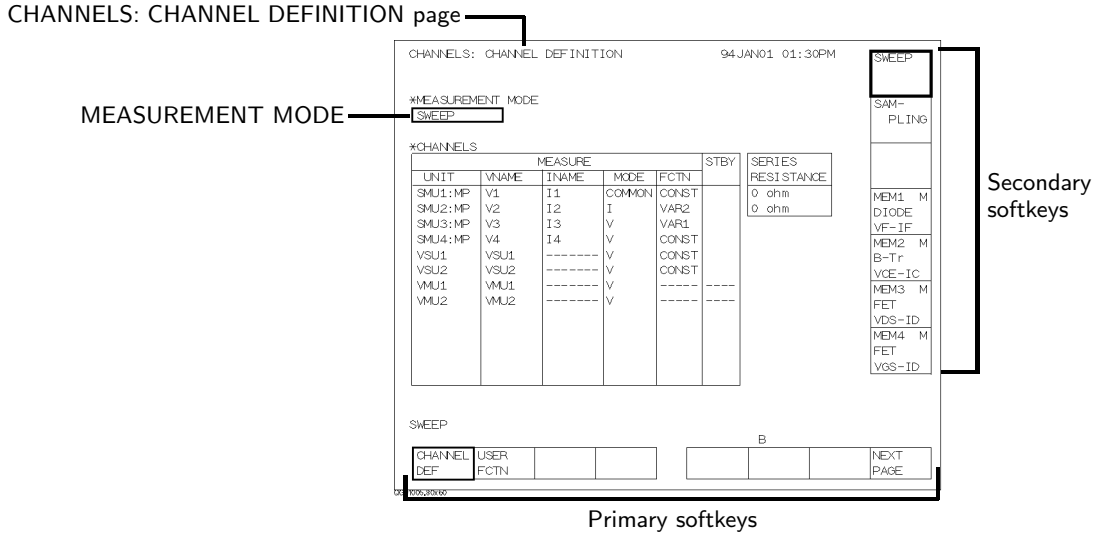 CHANNELS: CHANNEL DEFINITION page
CHANNELS: CHANNEL DEFINITION 94JAN01 01:30PM
SWEEP
*MEASUREMENT MODE
MEASUREMENT MODE
SWEEP
SAM-
PLING
*CHANNELS
MEASURE STBY SERIES
UNIT VNAME INAME MODE FCTN RESISTANCE
SMU1:MP V1 I1 COMMON CONST 0 ohm
SMU2:MP V2 I2 I VAR2 0 ohm
SMU3:MP V3 I3 V VAR1
SMU4:MP V4 I4 V CONST
VSU1 VSU1 ------- V CONST
VSU2 VSU2 ------- V CONST
VMU1 VMU1 ------- V ----- ----
VMU2 VMU2 ------- V ----- ----
MEM1 M
DIODE
VF-IF
MEM2 M
B-Tr
VCE-IC
MEM3 M
FET
VDS-ID
MEM4 M
FET
VGS-ID
Secondary
softkeys
SWEEP
B
CHANNEL USER NEXT
DEF FCTN PAGE
Primary softkeys